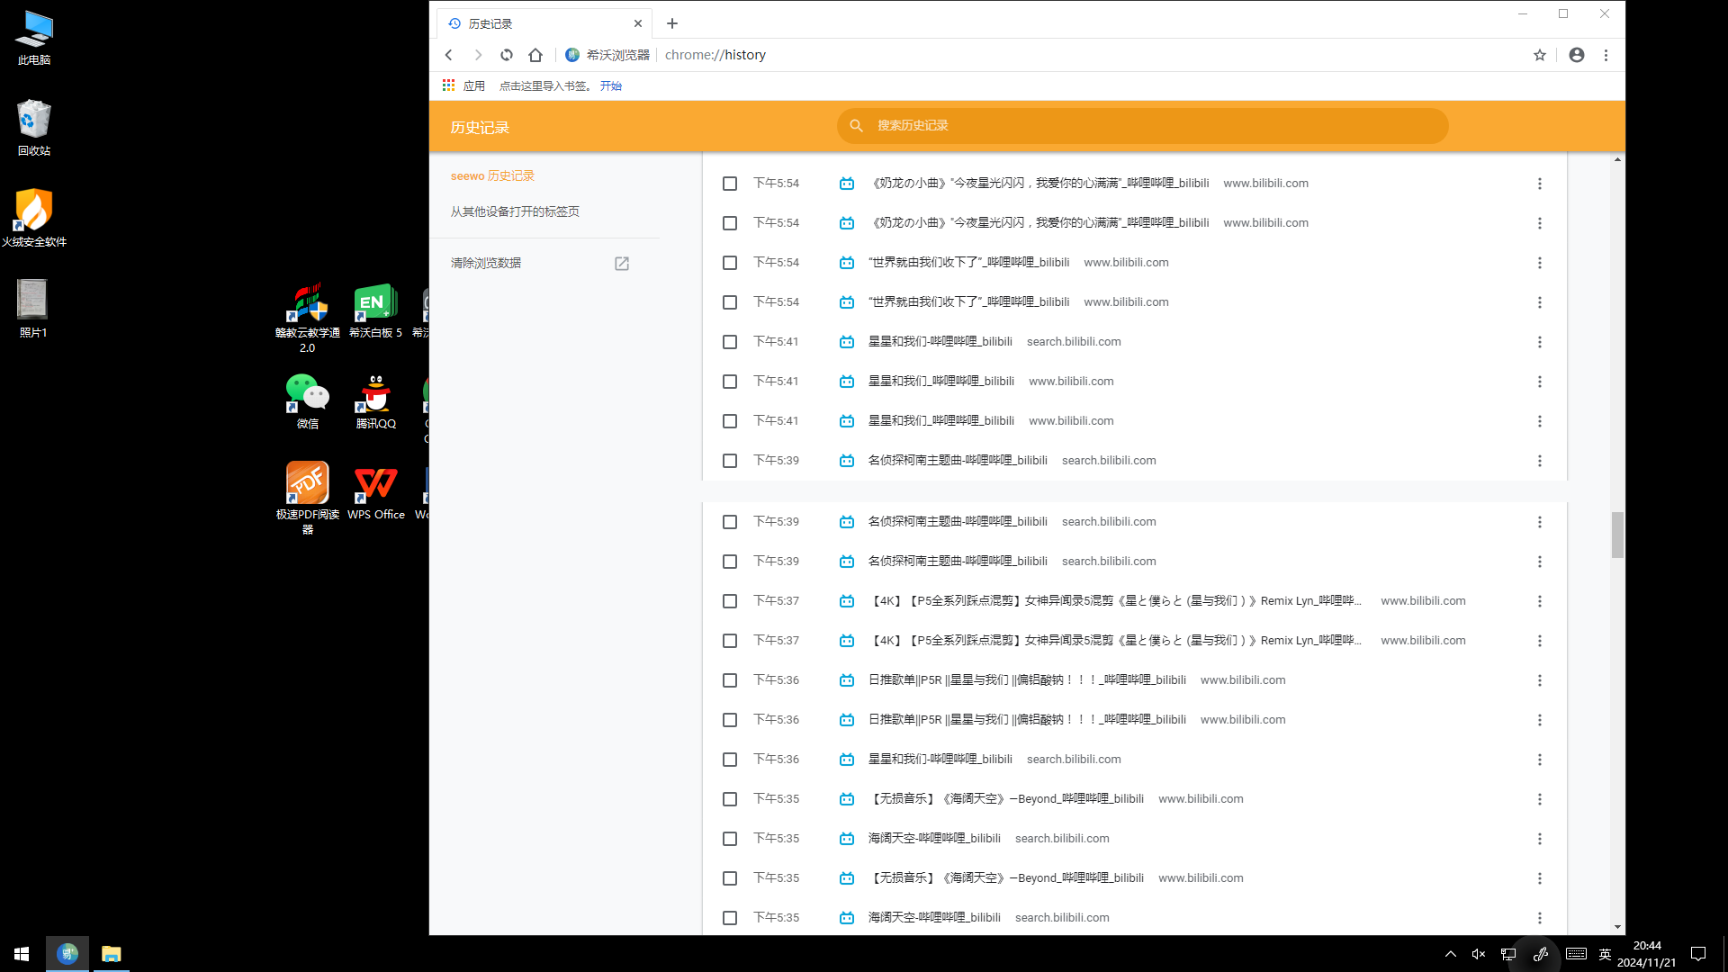 此电脑
回收站
火绒安全软件
照片1
赣教云教学通
2.0
希沃白板 5
希沃
微信
腾讯QQ
极速PDF阅读
器
WPS Office
历史记录
希沃浏览器
chrome://history
应用
点击这里导入书签。 开始
历史记录
搜索历史记录
seewo 历史记录
从其他设备打开的标签页
清除浏览数据
下午5:54 《奶龙の小曲》“今夜星光闪闪，我爱你的心满满”_哔哩哔哩_bilibili www.bilibili.com
下午5:54 《奶龙の小曲》“今夜星光闪闪，我爱你的心满满”_哔哩哔哩_bilibili www.bilibili.com
下午5:54 “世界就由我们收下了”_哔哩哔哩_bilibili www.bilibili.com
下午5:54 “世界就由我们收下了”_哔哩哔哩_bilibili www.bilibili.com
下午5:41 星星和我们-哔哩哔哩_bilibili search.bilibili.com
下午5:41 星星和我们_哔哩哔哩_bilibili www.bilibili.com
下午5:41 星星和我们_哔哩哔哩_bilibili www.bilibili.com
下午5:39 名侦探柯南主题曲-哔哩哔哩_bilibili search.bilibili.com
下午5:39 名侦探柯南主题曲-哔哩哔哩_bilibili search.bilibili.com
下午5:39 名侦探柯南主题曲-哔哩哔哩_bilibili search.bilibili.com
下午5:37 【4K】【P5全系列踩点混剪】女神异闻录5混剪《星と僕らと (星与我们 ) 》Remix Lyn_哔哩哔... www.bilibili.com
下午5:37 【4K】【P5全系列踩点混剪】女神异闻录5混剪《星と僕らと (星与我们 ) 》Remix Lyn_哔哩哔... www.bilibili.com
下午5:36 日推歌单||P5R ||星星与我们 ||偏铝酸钠！！！_哔哩哔哩_bilibili www.bilibili.com
下午5:36 日推歌单||P5R ||星星与我们 ||偏铝酸钠！！！_哔哩哔哩_bilibili www.bilibili.com
下午5:36 星星和我们-哔哩哔哩_bilibili search.bilibili.com
下午5:35 【无损音乐】《海阔天空》—Beyond_哔哩哔哩_bilibili www.bilibili.com
下午5:35 海阔天空-哔哩哔哩_bilibili search.bilibili.com
下午5:35 【无损音乐】《海阔天空》—Beyond_哔哩哔哩_bilibili www.bilibili.com
下午5:35 海阔天空-哔哩哔哩_bilibili search.bilibili.com
英
20:44
2024/11/21